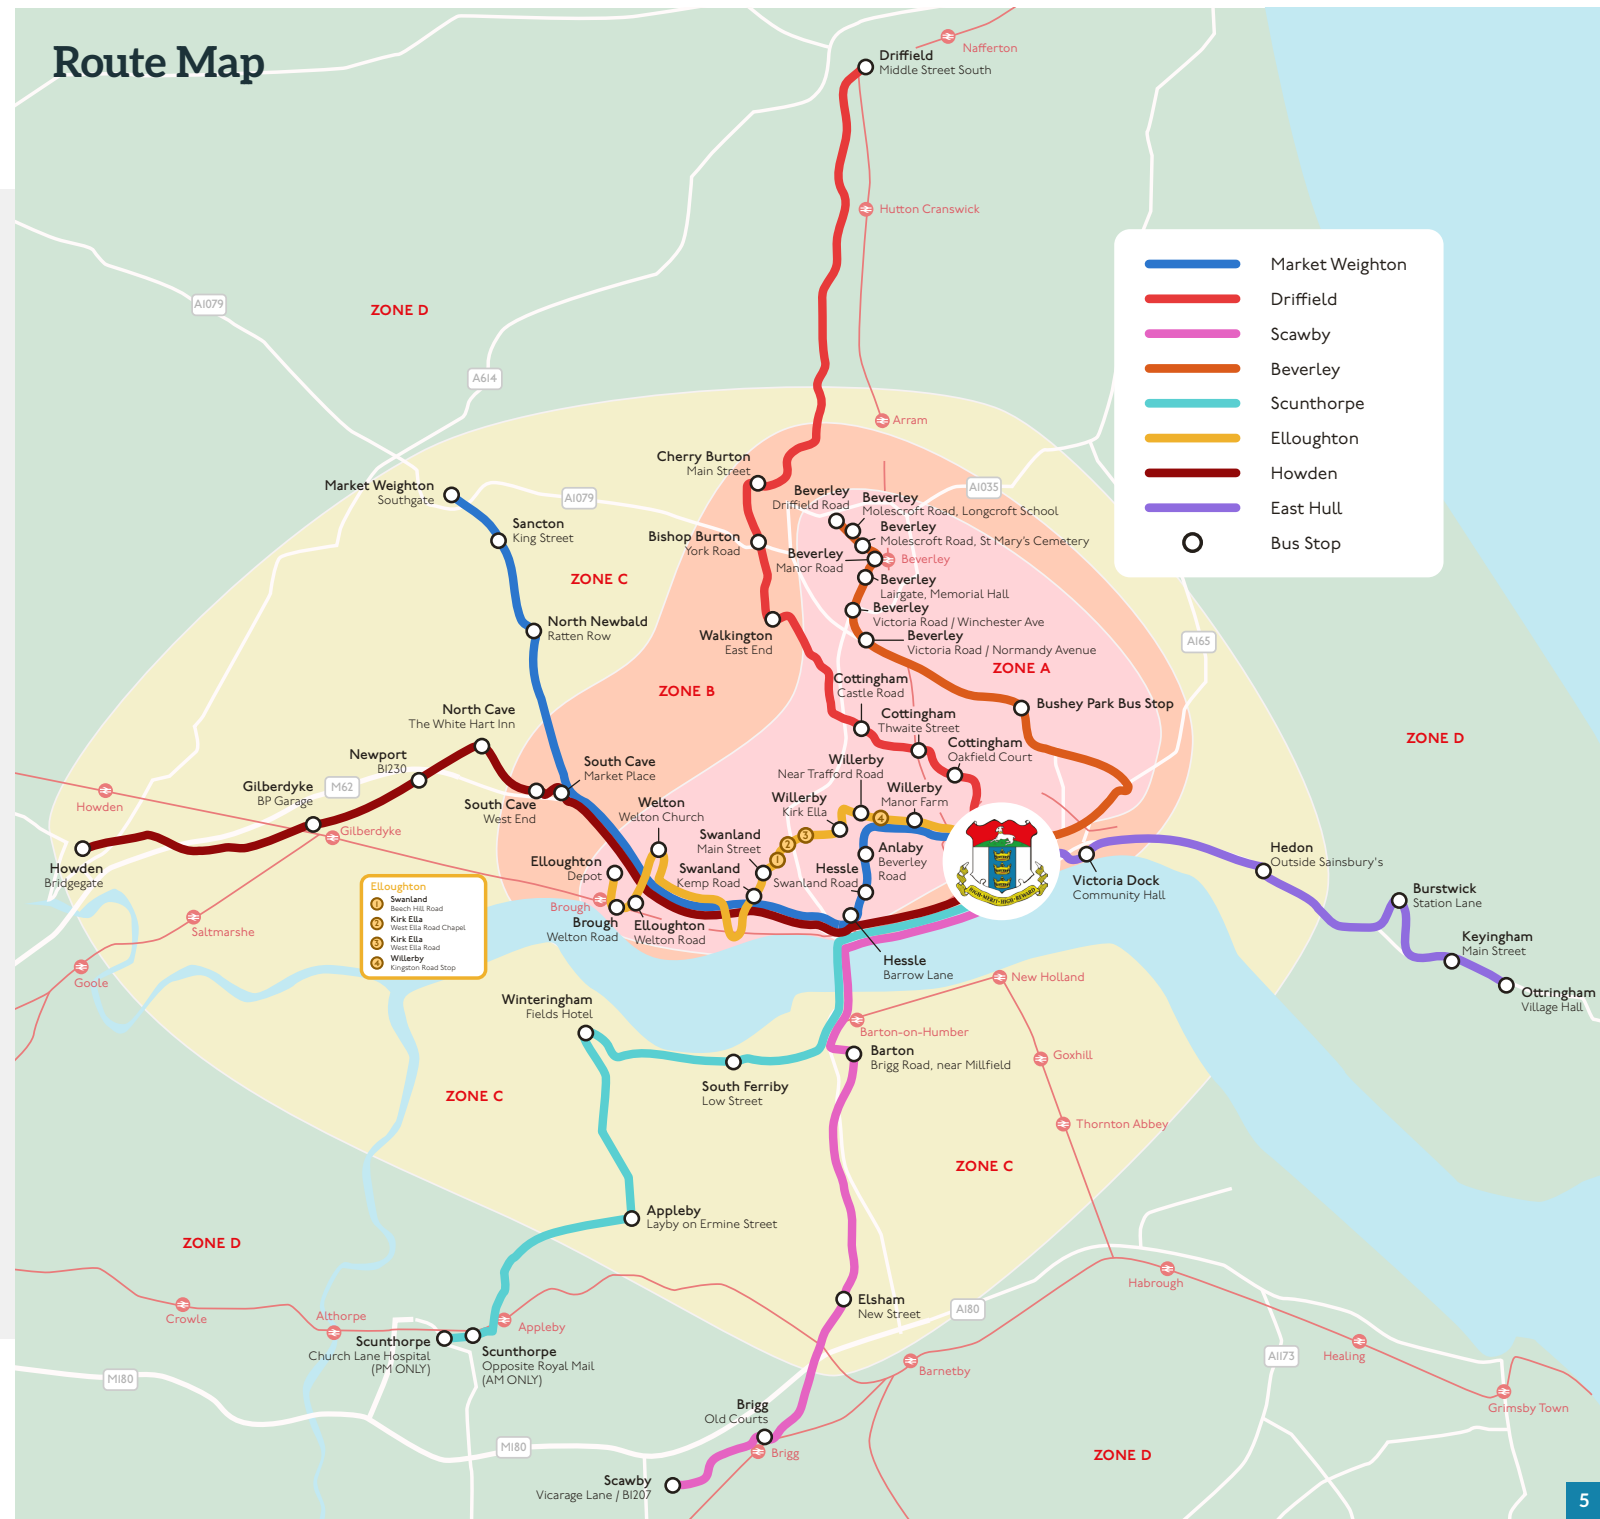 Route Map
Driffield
Middle Street South
Nafferton
Hutton Cranswick
A1079
ZONE D
A614
Arram
Market Weighton
Driffield
Scawby
Beverley
Scunthorpe
Elloughton
Howden
East Hull
Bus Stop
Cherry Burton
Main Street
Market Weighton
Southgate
A1079
A1035
Beverley
Driffield Road
Beverley
Molescroft Road, Longcroft School
Beverley
Molescroft Road, St Mary's Cemetery
Sancton
King Street
Bishop Burton
York Road
Beverley
Manor Road
Beverley
ZONE C
Beverley
Lairgate, Memorial Hall
Beverley
Victoria Road / Winchester Ave
North Newbald
Ratten Row
Walkington
East End
Beverley
Victoria Road / Normandy Avenue
A165
ZONE A
ZONE B
Cottingham
Castle Road
Bushey Park Bus Stop
North Cave
The White Hart Inn
Cottingham
Thwaite Street
Cottingham
Oakfield Court
ZONE D
Newport
B1230
South Cave
Market Place
Willerby
Near Trafford Road
Gilberdyke
BP Garage
M62
South Cave
West End
Welton
Welton Church
Willerby
Kirk Ella
Willerby
Manor Farm
Howden
Gilberdyke
Swanland
Main Street
1
2
3
4
Howden
Bridgegate
Elloughton
Depot
Swanland
Kemp Road
Hessle
Swanland Road
Anlaby
Beverley
Road
HIGH·MERIT·HIGH·REWARD
Victoria Dock
Community Hall
Hedon
Outside Sainsbury's
Burstwick
Station Lane
Elloughton
1
Swanland
Beech Hill Road
2
Kirk Ella
West Ella Road Chapel
3
Kirk Ella
West Ella Road
4
Willerby
Kingston Road Stop
Brough
Brough
Welton Road
Elloughton
Welton Road
Saltmarshe
Goole
Hessle
Barrow Lane
Keyingham
Main Street
Ottringham
Village Hall
Winteringham
Fields Hotel
New Holland
Barton-on-Humber
Barton
Brigg Road, near Millfield
Goxhill
South Ferriby
Low Street
ZONE C
Thornton Abbey
ZONE C
Appleby
Layby on Ermine Street
ZONE D
Habrough
Elsham
New Street
A180
Crowle
Althorpe
Appleby
Scunthorpe
Church Lane Hospital
(PM ONLY)
Scunthorpe
Opposite Royal Mail
(AM ONLY)
Barnetby
A1173
Healing
M180
Grimsby Town
Brigg
Old Courts
M180
Brigg
ZONE D
Scawby
Vicarage Lane / B1207
5